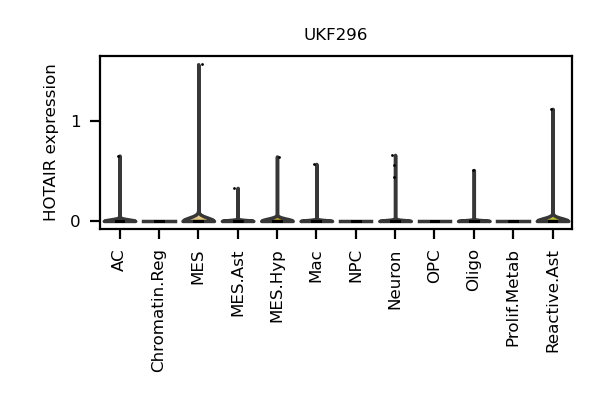 UKF296
HOTAIR expression
1
0
AC
Chromatin.Reg
MES
MES.Ast
MES.Hyp
Mac
NPC
Neuron
OPC
Oligo
Prolif.Metab
Reactive.Ast